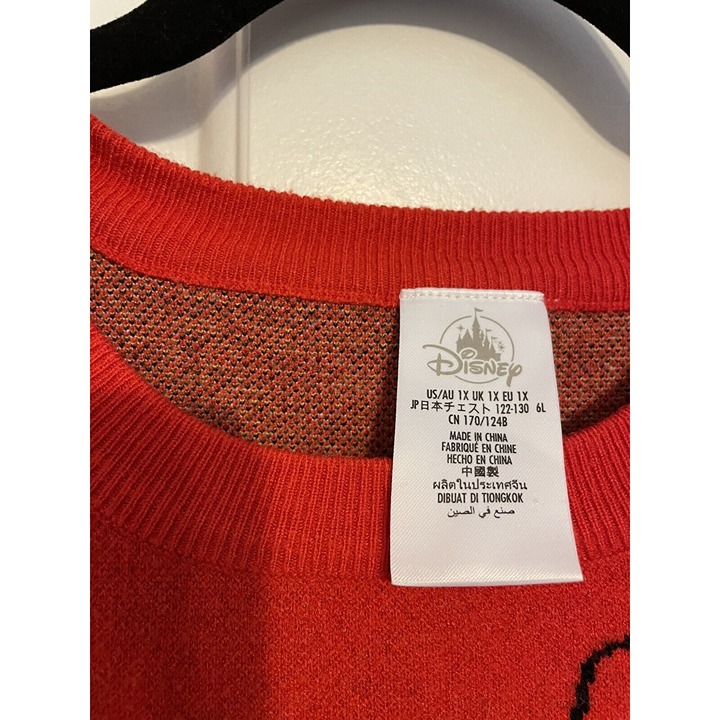 DISNEY
US/AU 1X UK 1X EU 1X
JP日本チェスト 122-130 6L
CN 170/124B
MADE IN CHINA
FABRIQUÉ EN CHINE
HECHO EN CHINA
中國製
ผลิตในประเทศจีน
DIBUAT DI TIONGKOK
صنع في الصين